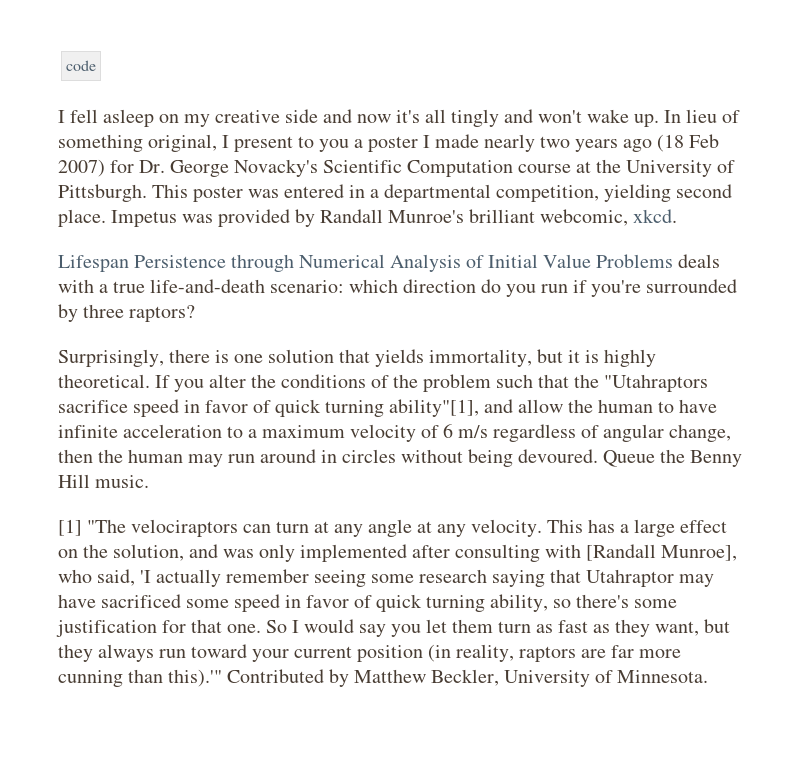 code
I fell asleep on my creative side and now it's all tingly and won't wake up. In lieu of
something original, I present to you a poster I made nearly two years ago (18 Feb
2007) for Dr. George Novacky's Scientific Computation course at the University of
Pittsburgh. This poster was entered in a departmental competition, yielding second
place. Impetus was provided by Randall Munroe's brilliant webcomic, xkcd.
Lifespan Persistence through Numerical Analysis of Initial Value Problems deals
with a true life-and-death scenario: which direction do you run if you're surrounded
by three raptors?
Surprisingly, there is one solution that yields immortality, but it is highly
theoretical. If you alter the conditions of the problem such that the "Utahraptors
sacrifice speed in favor of quick turning ability"[1], and allow the human to have
infinite acceleration to a maximum velocity of 6 m/s regardless of angular change,
then the human may run around in circles without being devoured. Queue the Benny
Hill music.
[1] "The velociraptors can turn at any angle at any velocity. This has a large effect
on the solution, and was only implemented after consulting with [Randall Munroe],
who said, 'I actually remember seeing some research saying that Utahraptor may
have sacrificed some speed in favor of quick turning ability, so there's some
justification for that one. So I would say you let them turn as fast as they want, but
they always run toward your current position (in reality, raptors are far more
cunning than this).'" Contributed by Matthew Beckler, University of Minnesota.